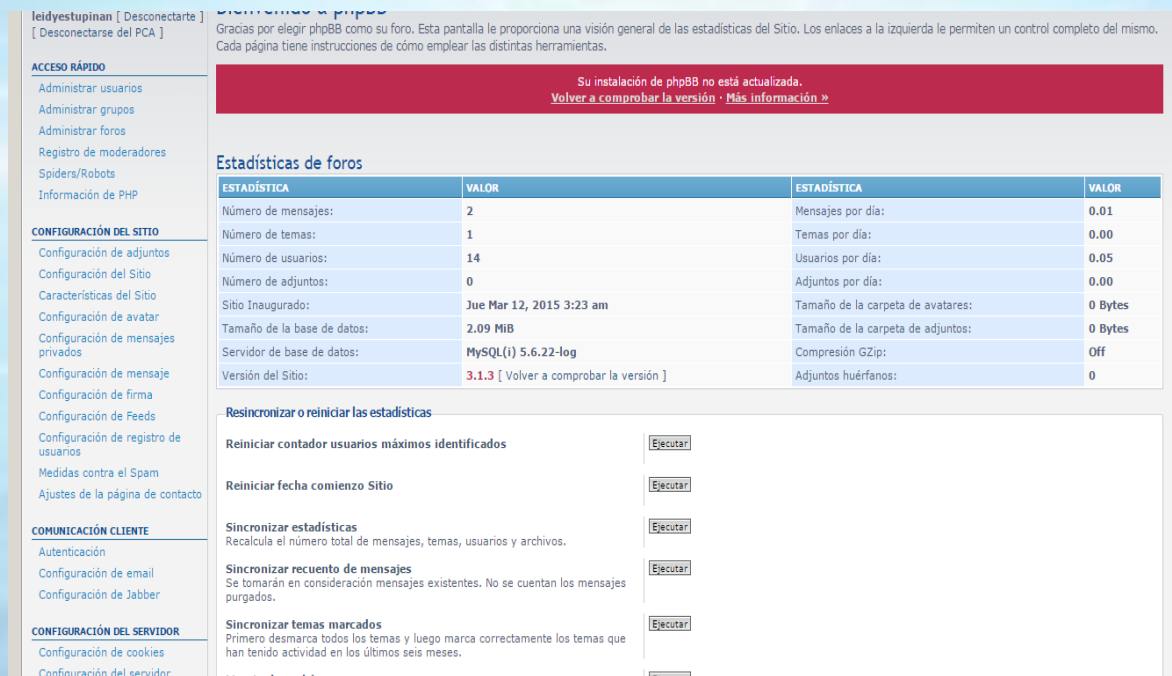 leidyestupinan [ Desconectarte ]
[ Desconectarse del PCA ]
ACCESO RÁPIDO
Administrar usuarios
Administrar grupos
Administrar foros
Registro de moderadores
Spiders/Robots
Información de PHP
CONFIGURACIÓN DEL SITIO
Configuración de adjuntos
Configuración del Sitio
Características del Sitio
Configuración de avatar
Configuración de mensajes
privados
Configuración de mensaje
Configuración de firma
Configuración de Feeds
Configuración de registro de
usuarios
Medidas contra el Spam
Ajustes de la página de contacto
COMUNICACIÓN CLIENTE
Autenticación
Configuración de email
Configuración de Jabber
CONFIGURACIÓN DEL SERVIDOR
Configuración de cookies
Configuración del servidor
Bienvenido a phpBB
Gracias por elegir phpBB como su foro. Esta pantalla le proporciona una visión general de las estadísticas del Sitio. Los enlaces a la izquierda le permiten un control completo del mismo.
Cada página tiene instrucciones de cómo emplear las distintas herramientas.
Su instalación de phpBB no está actualizada.
Volver a comprobar la versión · Más información »
Estadísticas de foros
ESTADÍSTICA VALOR ESTADÍSTICA VALOR
Número de mensajes: 2 Mensajes por día: 0.01
Número de temas: 1 Temas por día: 0.00
Número de usuarios: 14 Usuarios por día: 0.05
Número de adjuntos: 0 Adjuntos por día: 0.00
Sitio Inaugurado: Jue Mar 12, 2015 3:23 am Tamaño de la carpeta de avatares: 0 Bytes
Tamaño de la base de datos: 2.09 MiB Tamaño de la carpeta de adjuntos: 0 Bytes
Servidor de base de datos: MySQL(i) 5.6.22-log Compresión GZip: Off
Versión del Sitio: 3.1.3 [ Volver a comprobar la versión ] Adjuntos huérfanos: 0
Resincronizar o reiniciar las estadísticas
Reiniciar contador usuarios máximos identificados Ejecutar
Reiniciar fecha comienzo Sitio Ejecutar
Sincronizar estadísticas Ejecutar
Recalcula el número total de mensajes, temas, usuarios y archivos.
Sincronizar recuento de mensajes Ejecutar
Se tomarán en consideración mensajes existentes. No se cuentan los mensajes
purgados.
Sincronizar temas marcados Ejecutar
Primero desmarca todos los temas y luego marca correctamente los temas que
han tenido actividad en los últimos seis meses.